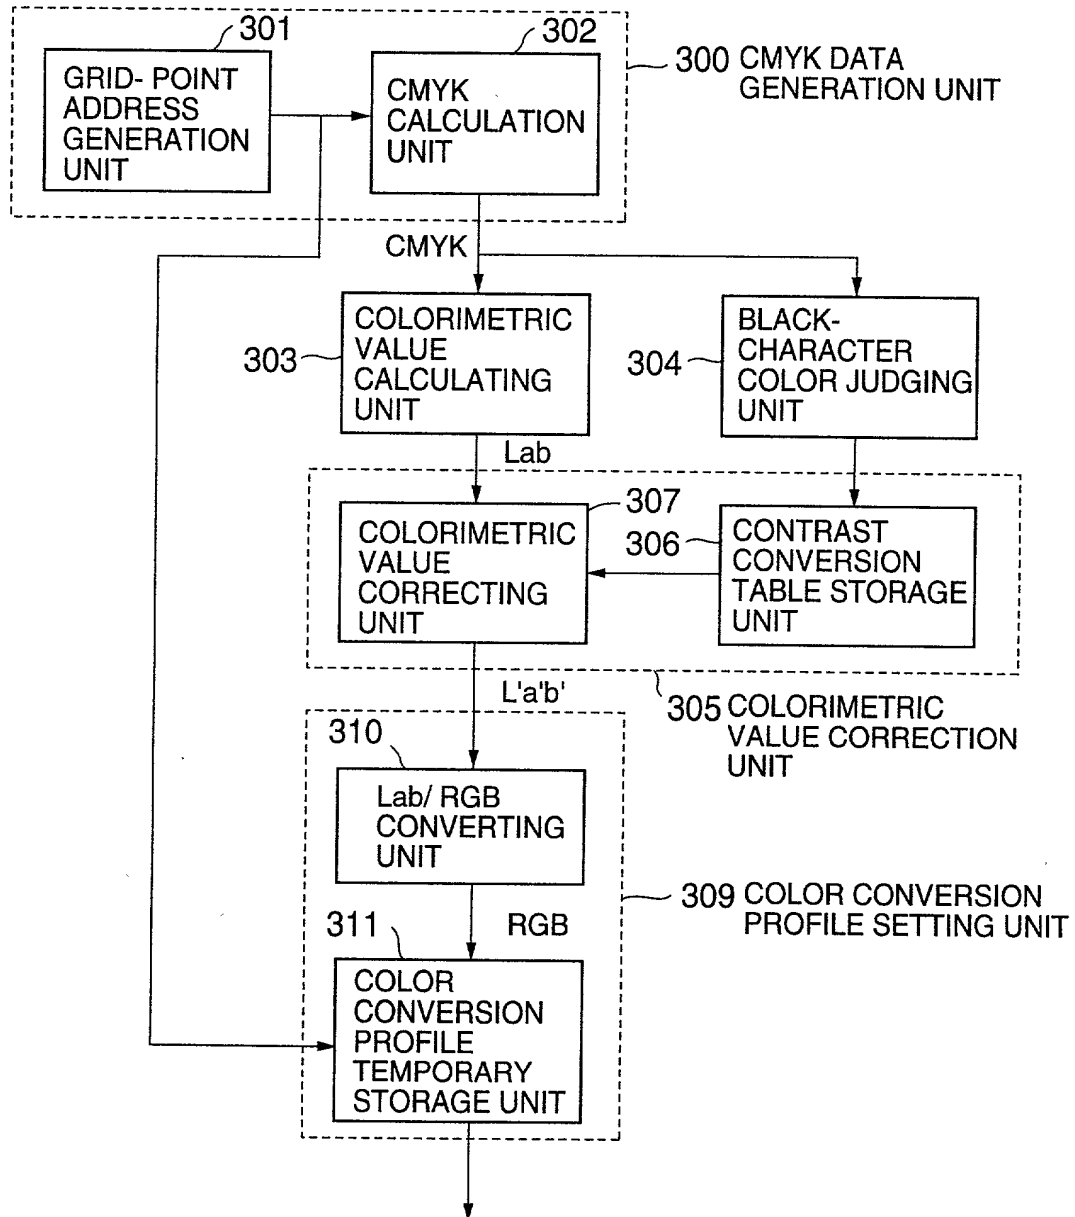 301
GRID- POINT
ADDRESS
GENERATION
UNIT
302
CMYK
CALCULATION
UNIT
300 CMYK DATA
GENERATION UNIT
CMYK
303
COLORIMETRIC
VALUE
CALCULATING
UNIT
304
BLACK-
CHARACTER
COLOR JUDGING
UNIT
Lab
307
COLORIMETRIC
VALUE
CORRECTING
UNIT
306
CONTRAST
CONVERSION
TABLE STORAGE
UNIT
L'a'b'
305 COLORIMETRIC
VALUE CORRECTION
UNIT
310
Lab/ RGB
CONVERTING
UNIT
309 COLOR CONVERSION
PROFILE SETTING UNIT
RGB
311
COLOR
CONVERSION
PROFILE
TEMPORARY
STORAGE UNIT